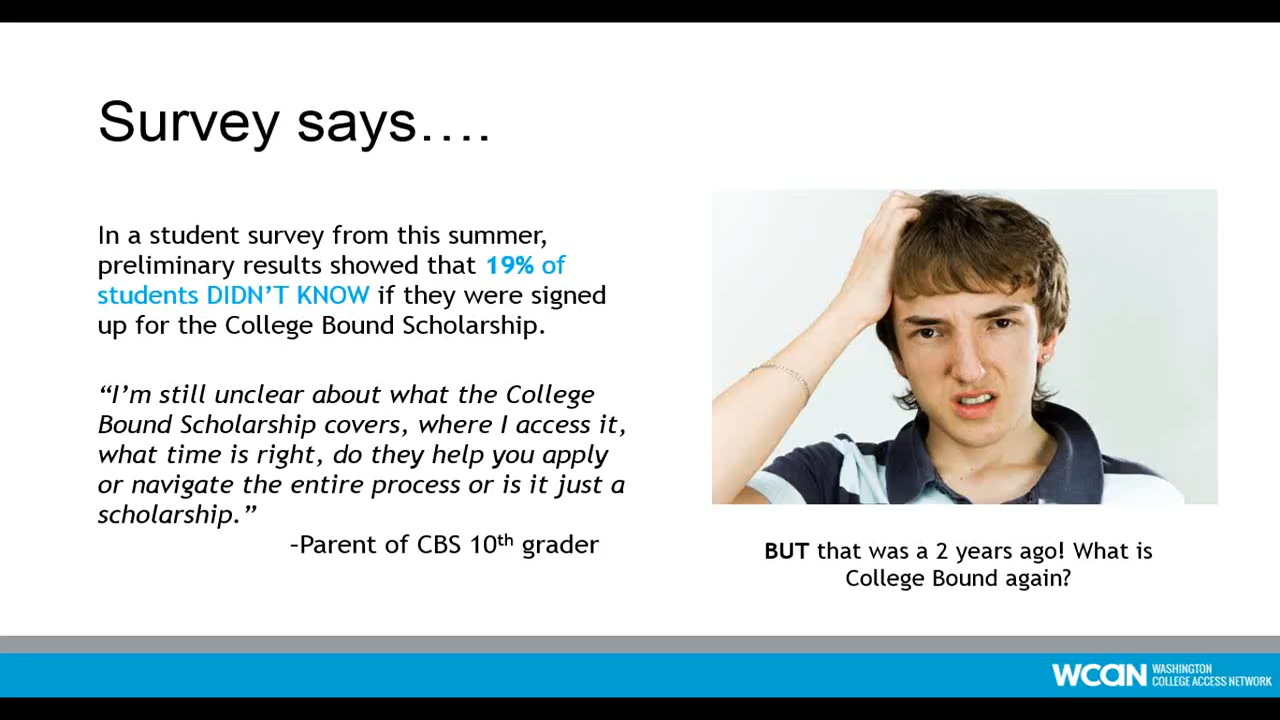 Survey says….
In a student survey from this summer,
preliminary results showed that 19% of
students DIDN’T KNOW if they were signed
up for the College Bound Scholarship.
“I’m still unclear about what the College
Bound Scholarship covers, where I access it,
what time is right, do they help you apply
or navigate the entire process or is it just a
scholarship.”
–Parent of CBS 10th grader
BUT that was a 2 years ago! What is
College Bound again?
WCAN WASHINGTON
COLLEGE ACCESS NETWORK